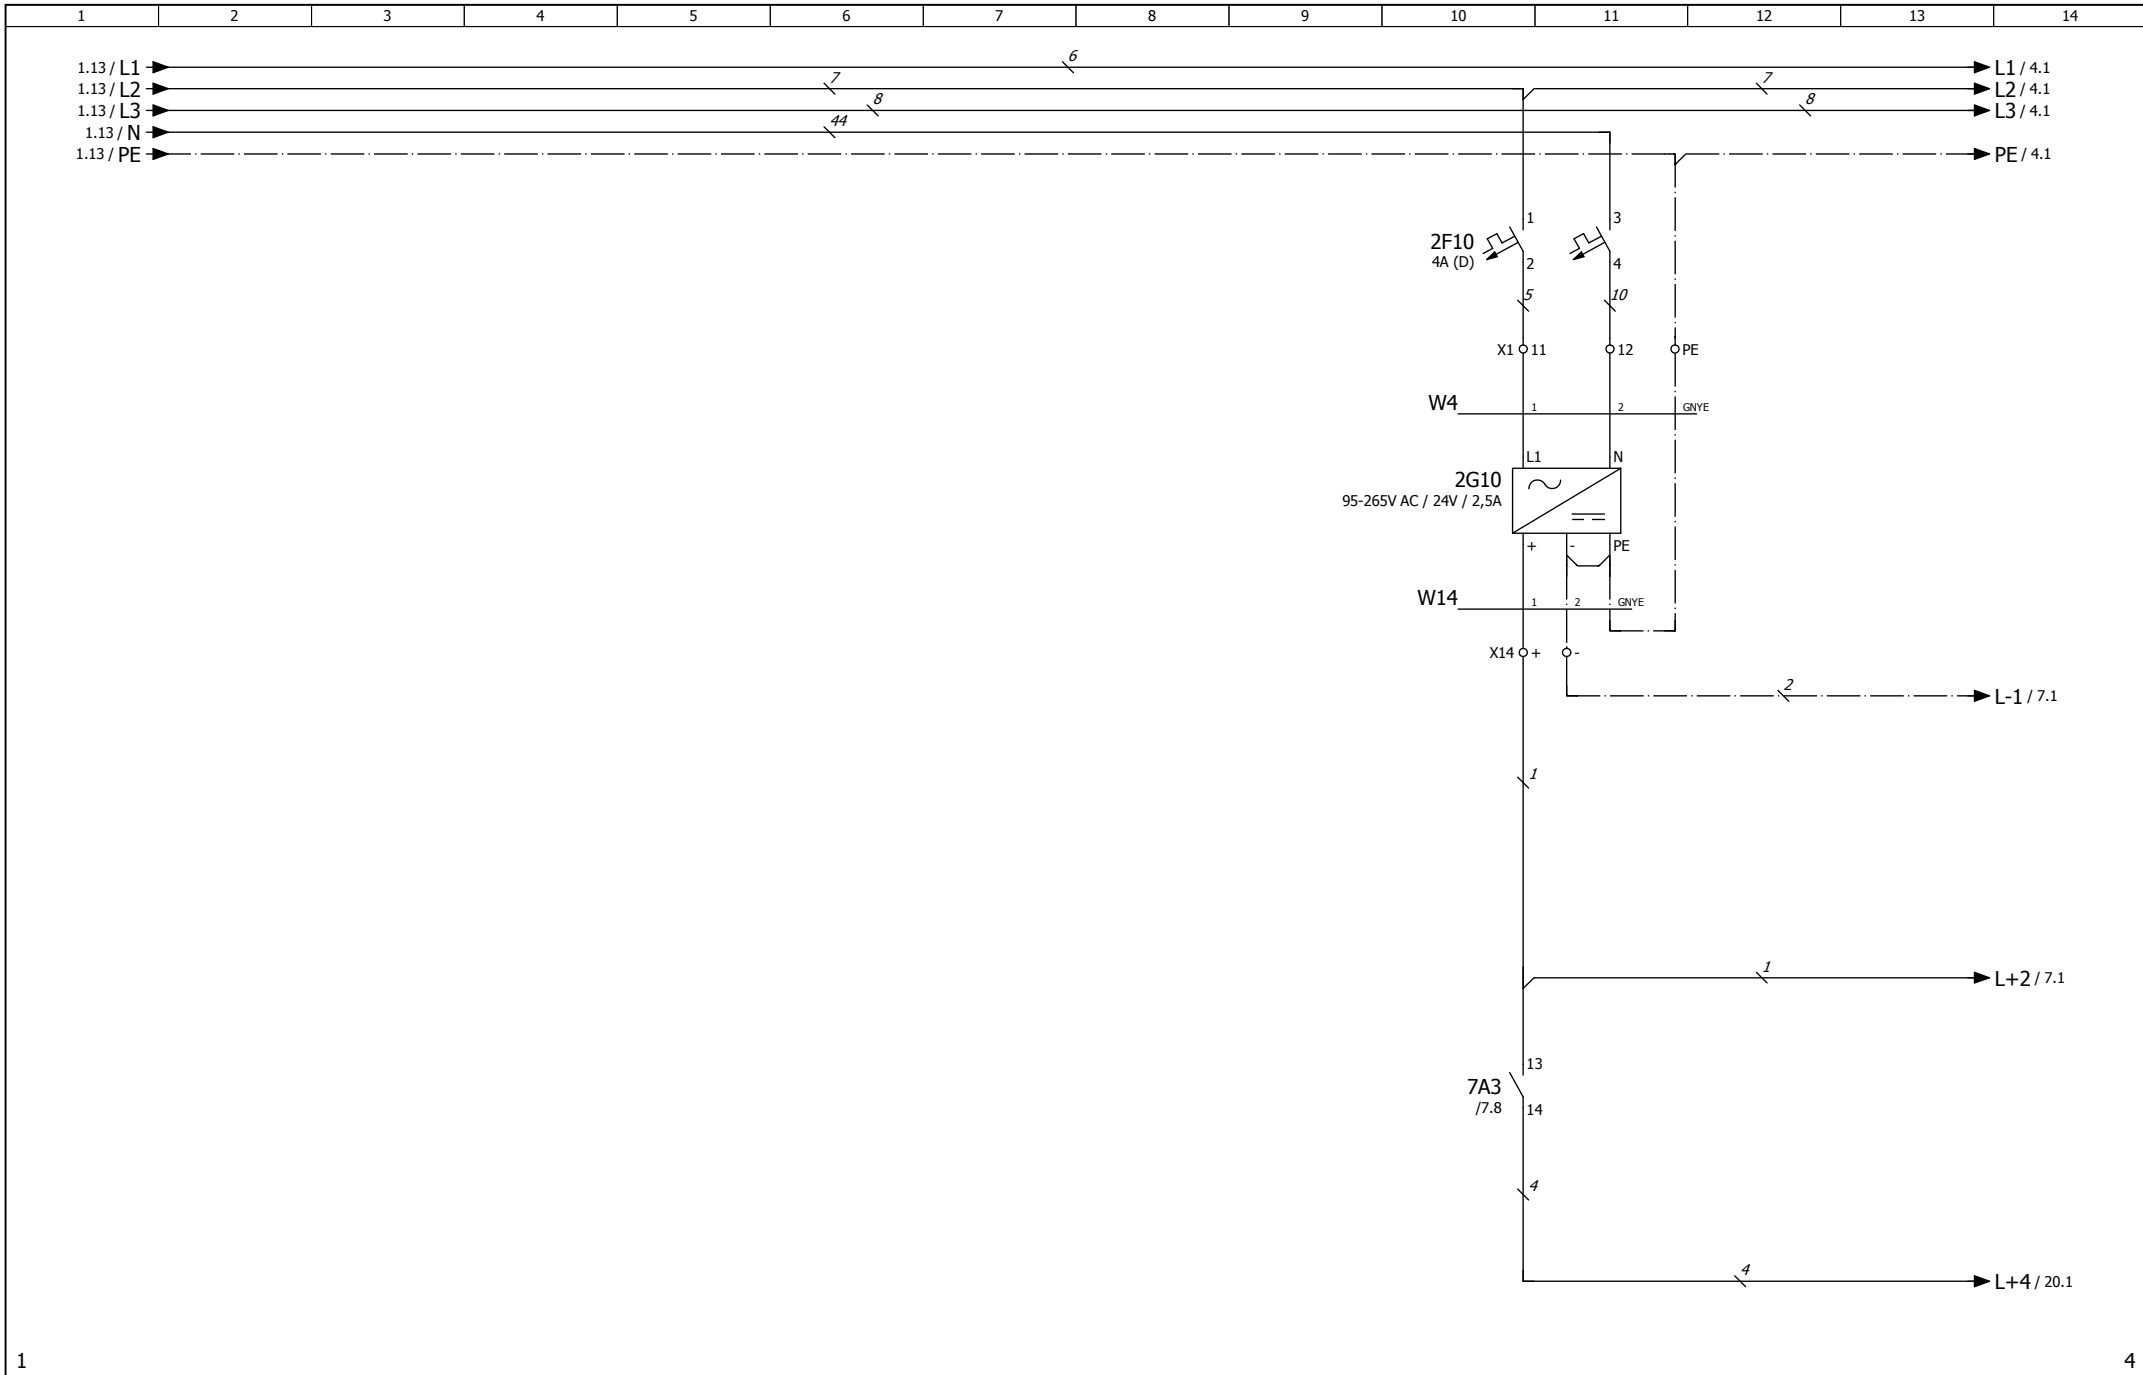 1 2 3 4 5 6 7 8 9 10 11 12 13 14
6
1.13 / L1 L1 / 4.1
7 7
1.13 / L2 L2 / 4.1
8 8
1.13 / L3 L3 / 4.1
44
1.13 / N
1.13 / PE PE / 4.1
1 3
2F10
4A (D) 2 4
5 10
X1 11 12 PE
W4 1 2 GNYE
L1 N
2G10
95-265V AC / 24V / 2,5A
+ - PE
W14 1 2 GNYE
X14 + -
2
L-1 / 7.1
1
1
L+2 / 7.1
13
7A3
/7.8 14
4
4
L+4 / 20.1
1 4